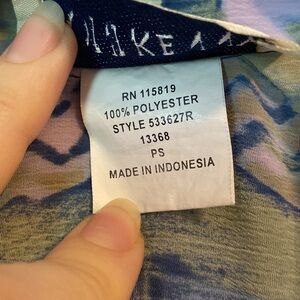 RN 115819
100% POLYESTER
STYLE 533627R
13368
PS
MADE IN INDONESIA